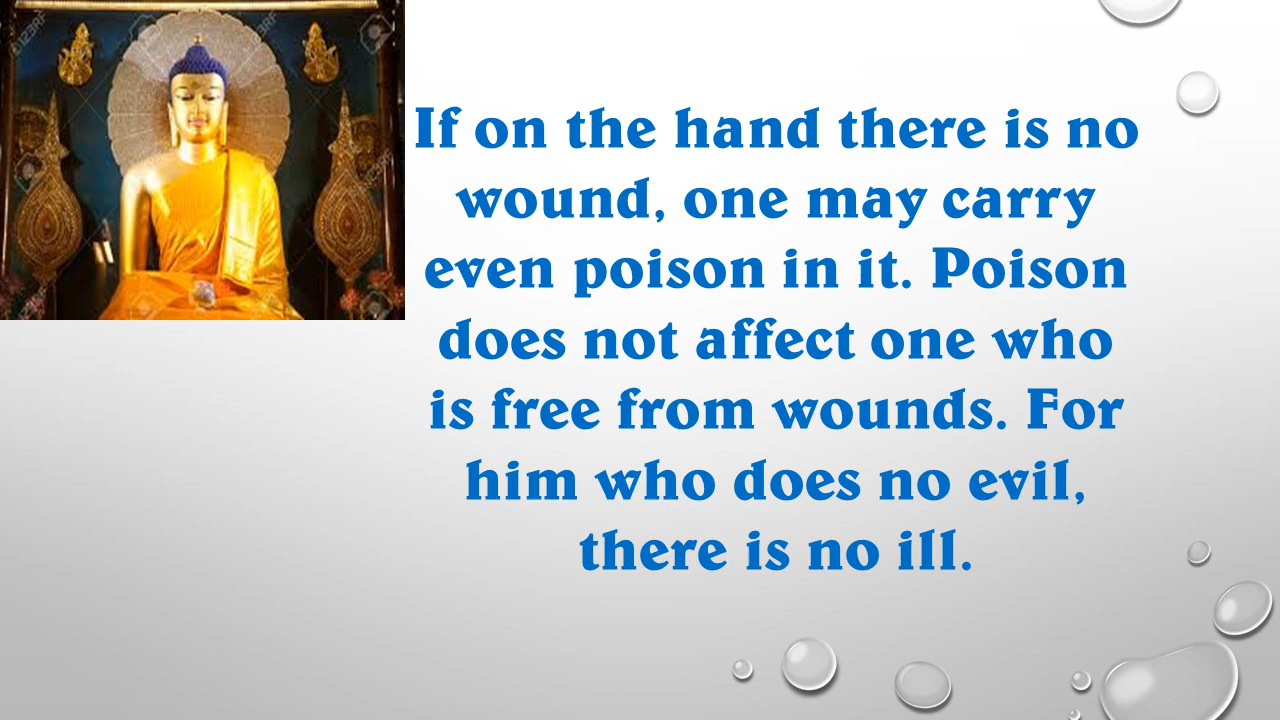 If on the hand there is no
wound, one may carry
even poison in it. Poison
does not affect one who
is free from wounds. For
him who does no evil,
there is no ill.